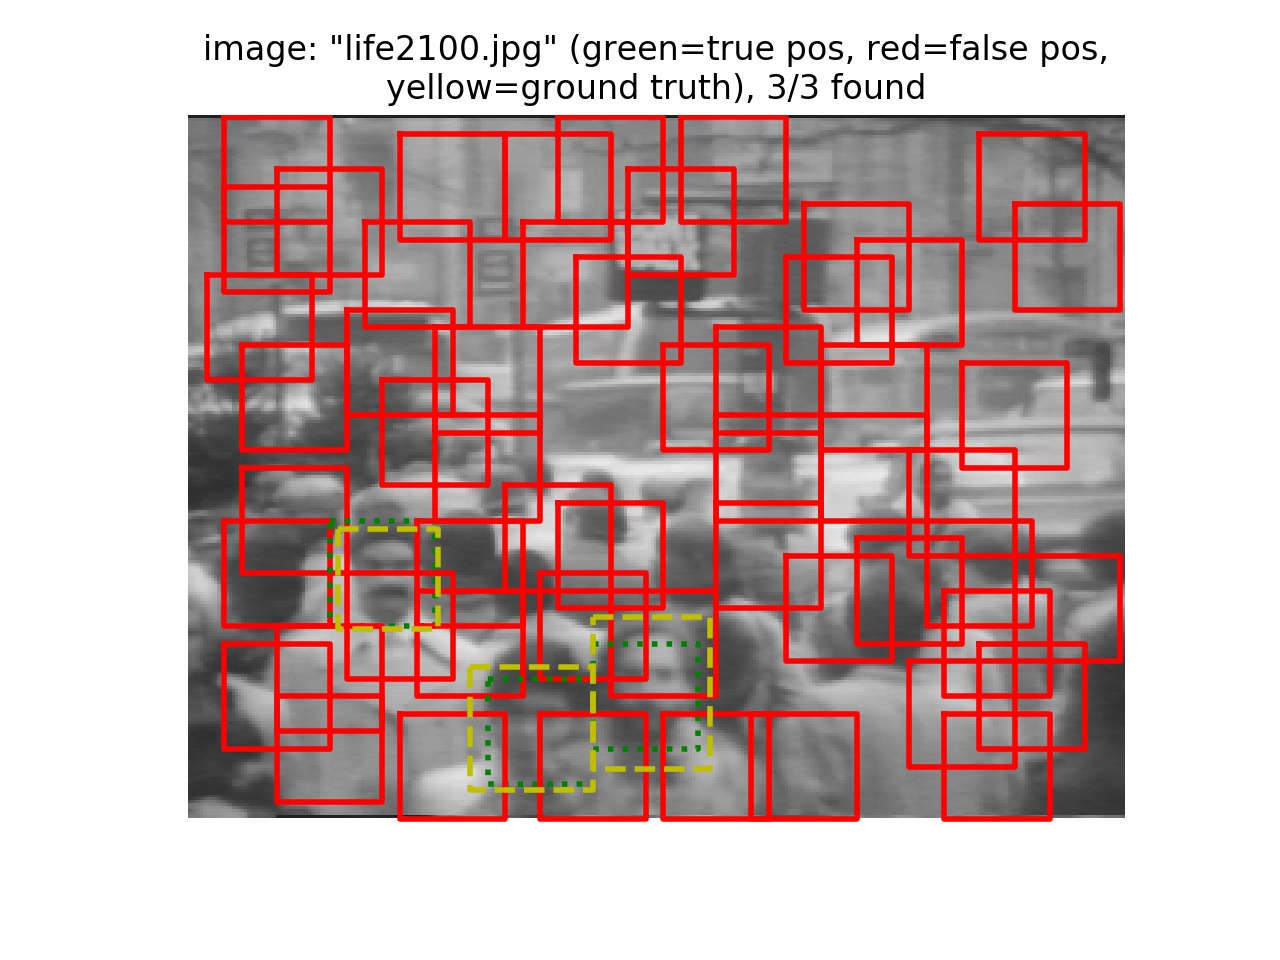 image: "life2100.jpg" (green=true pos, red=false pos,
yellow=ground truth), 3/3 found